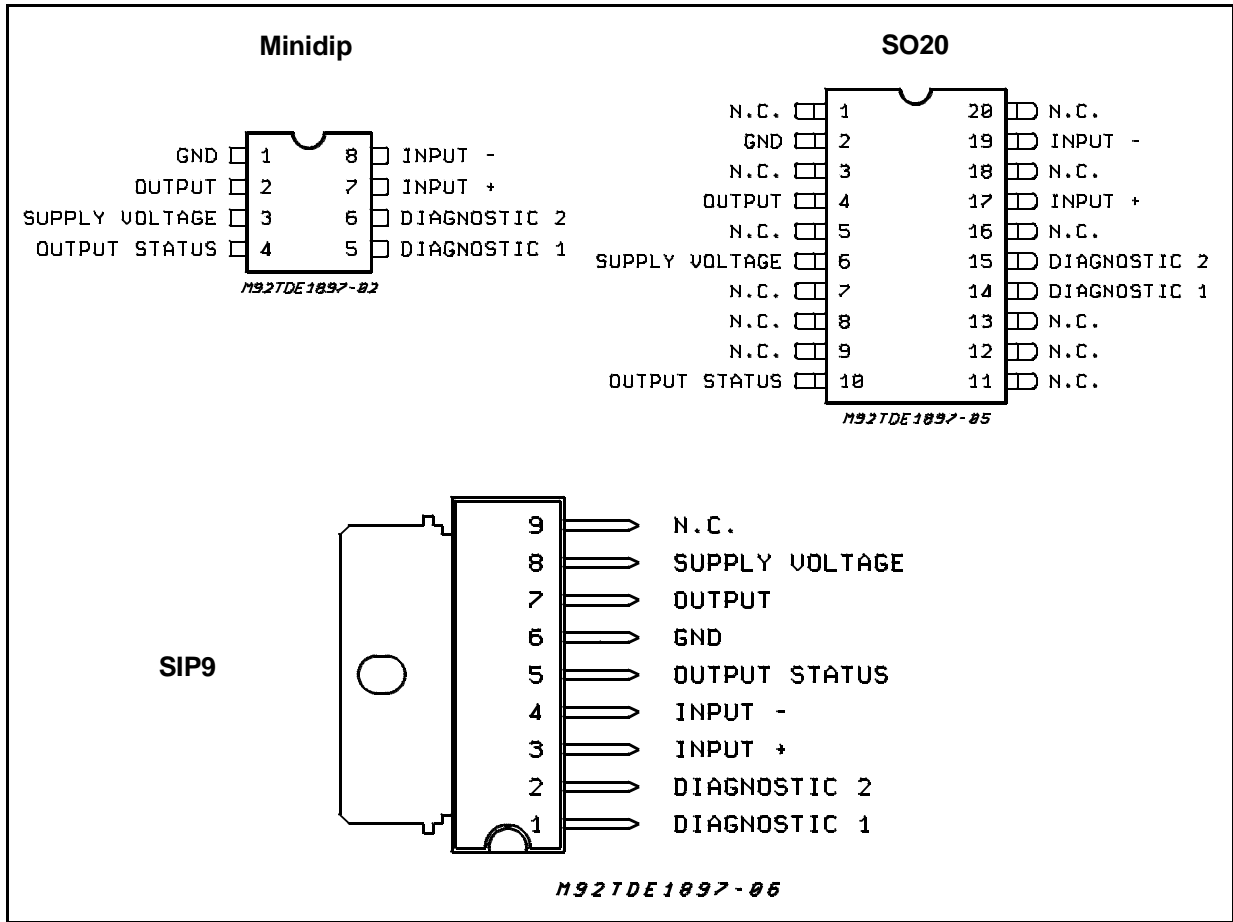 Minidip
GND 1 8 INPUT -
OUTPUT 2 7 INPUT +
SUPPLY VOLTAGE 3 6 DIAGNOSTIC 2
OUTPUT STATUS 4 5 DIAGNOSTIC 1
M92TDE1897-02
SO20
N.C. 1 20 N.C.
GND 2 19 INPUT -
N.C. 3 18 N.C.
OUTPUT 4 17 INPUT +
N.C. 5 16 N.C.
SUPPLY VOLTAGE 6 15 DIAGNOSTIC 2
N.C. 7 14 DIAGNOSTIC 1
N.C. 8 13 N.C.
N.C. 9 12 N.C.
OUTPUT STATUS 10 11 N.C.
M92TDE1897-05
SIP9
9 N.C.
8 SUPPLY VOLTAGE
7 OUTPUT
6 GND
5 OUTPUT STATUS
4 INPUT -
3 INPUT +
2 DIAGNOSTIC 2
1 DIAGNOSTIC 1
M92TDE1897-06